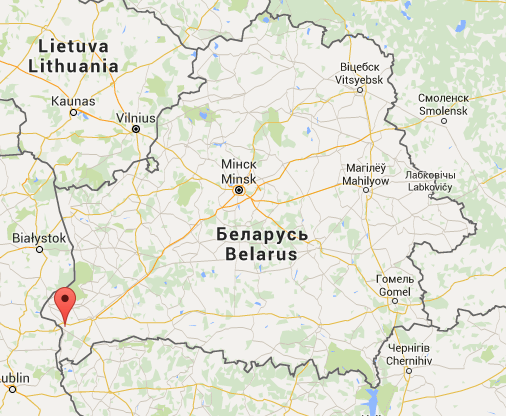 Lietuva
Lithuania
Kaunas
Vilnius
Віцебск
Vitsyebsk
Смоленск
Smolensk
Мінск
Minsk
Магілёў
Mahilyow
Лабковічы
Labkovičy
Беларусь
Belarus
Białystok
Гомель
Gomel
Чернігів
Chernihiv
ublin